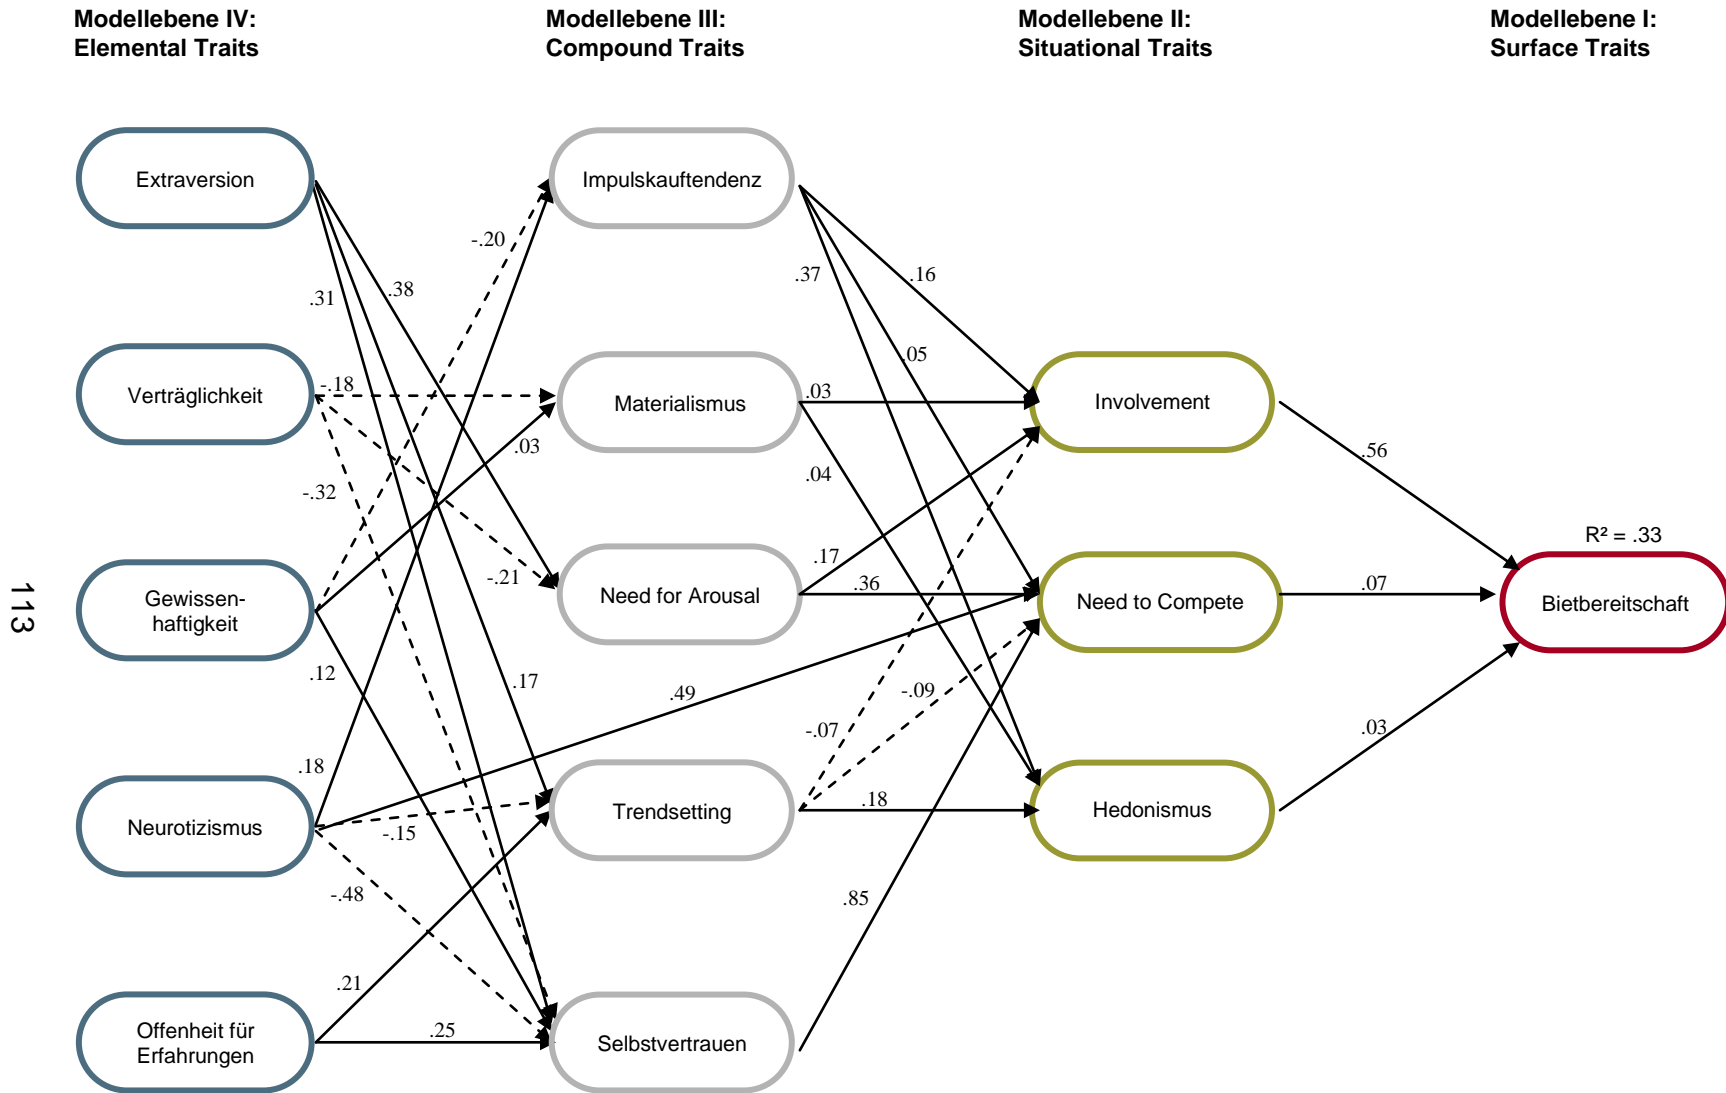 Modellebene IV:
Elemental Traits
Modellebene III:
Compound Traits
Modellebene II:
Situational Traits
Modellebene I:
Surface Traits
Extraversion
Verträglichkeit
Gewissen-
haftigkeit
Neurotizismus
Offenheit für
Erfahrungen
-.20
.31
.38
-.18
.03
-.32
-.21
.12
.17
.49
.18
-.15
-.48
.21
.25
Impulskauftendenz
Materialismus
Need for Arousal
Trendsetting
Selbstvertrauen
.37
.16
.05
.03
.04
.17
.36
-.09
-.07
.18
.85
Involvement
Need to Compete
Hedonismus
.56
.07
.03
R² = .33
Bietbereitschaft
113